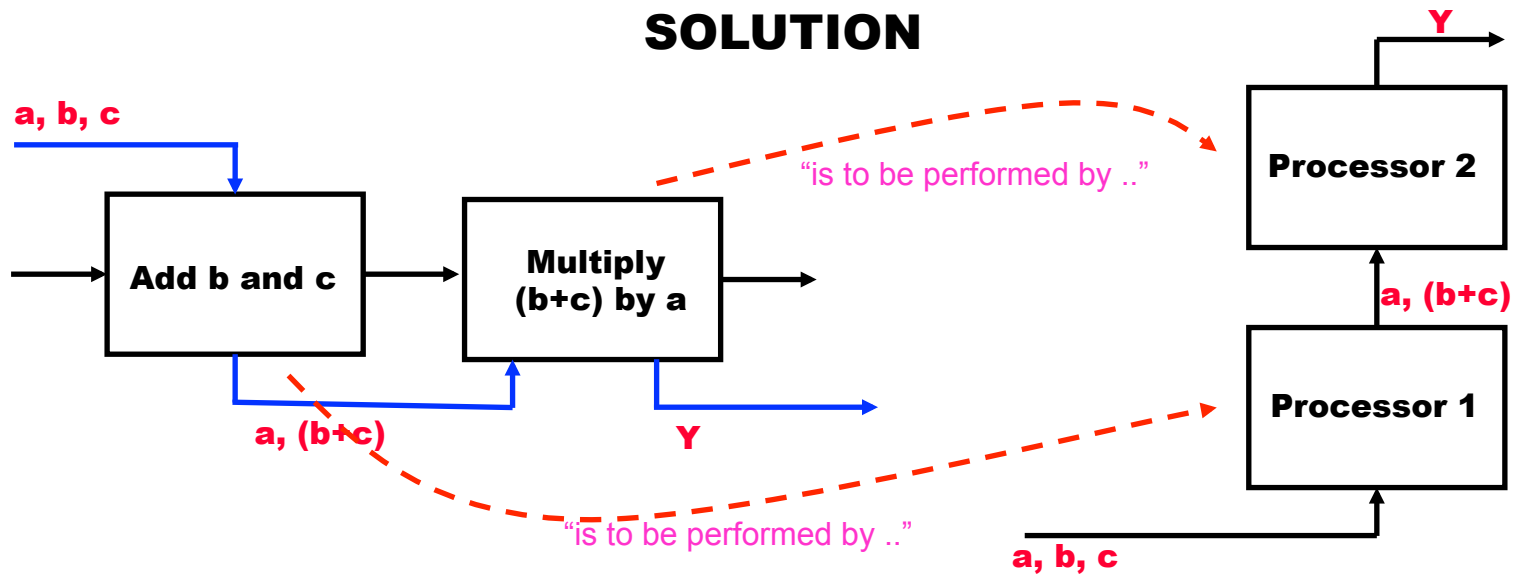 SOLUTION
Y
a, b, c
“is to be performed by ..”
Processor 2
Add b and c
Multiply
(b+c) by a
a, (b+c)
Processor 1
a, (b+c)
Y
“is to be performed by ..”
a, b, c